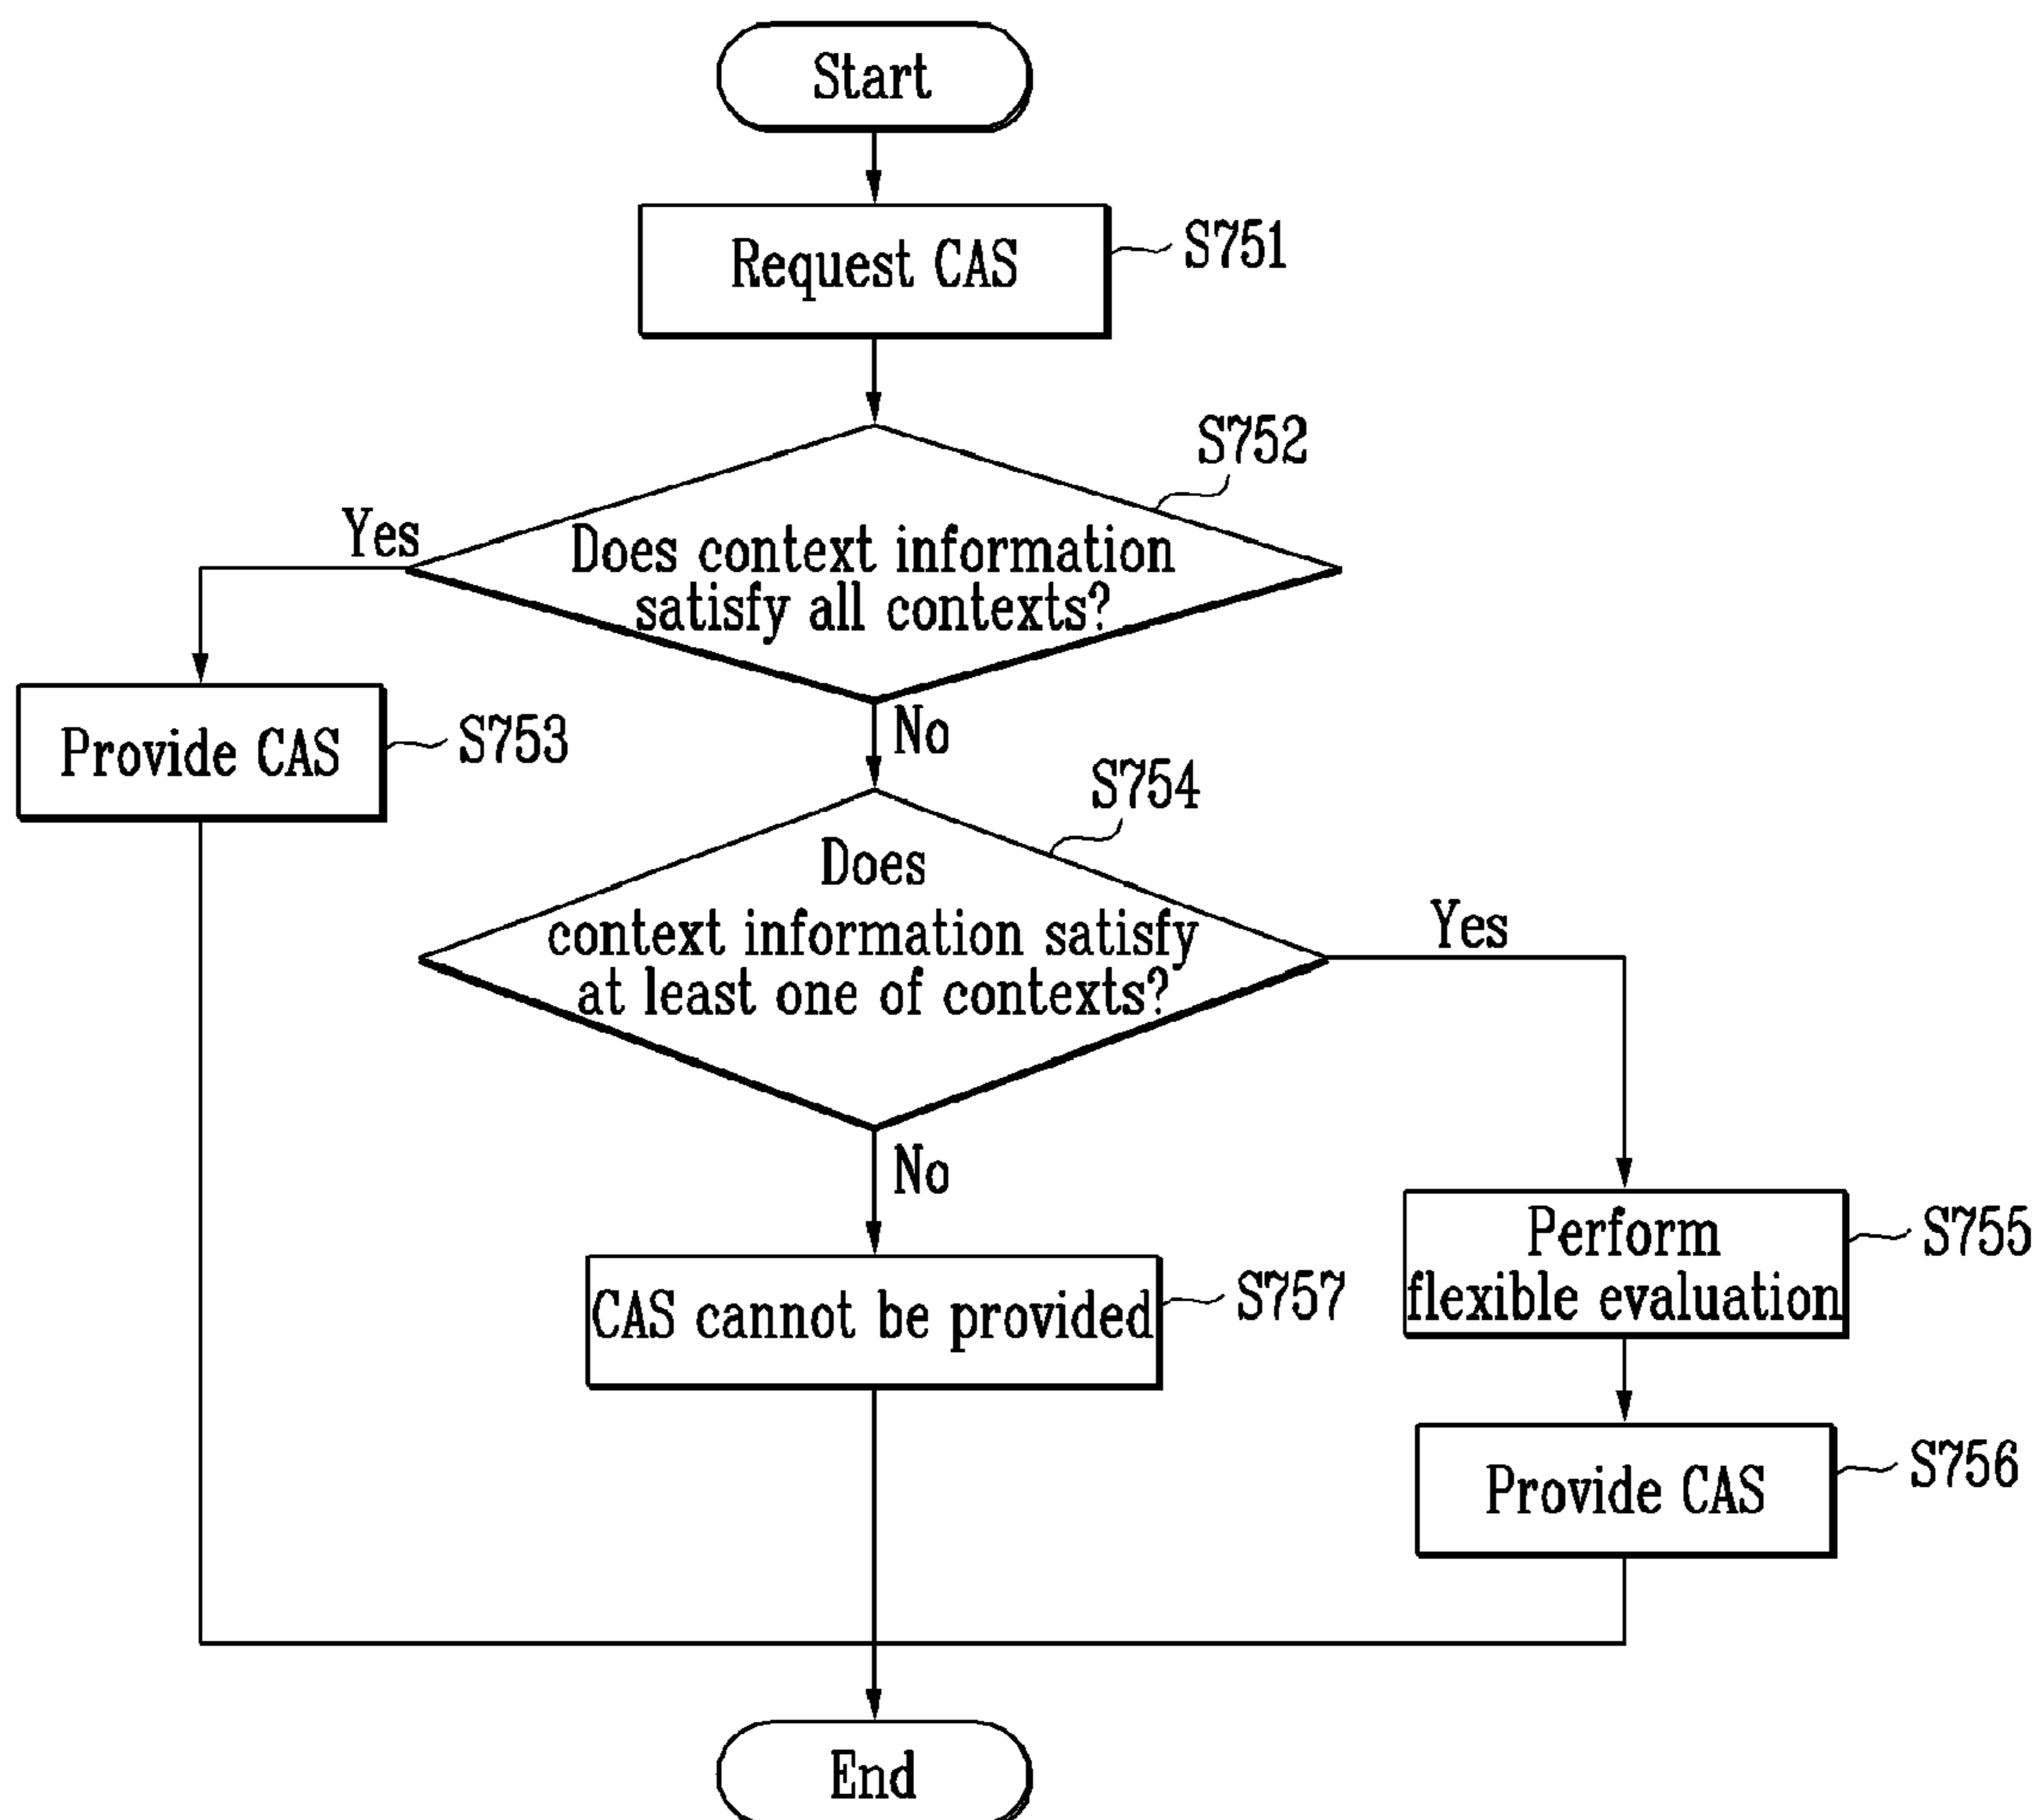 Start
Request CAS
S751
S752
Yes
Does context information
satisfy all contexts?
Provide CAS
S753
No
S754
Does
context information satisfy
at least one of contexts?
Yes
No
Perform
flexible evaluation
S755
CAS cannot be provided
S757
Provide CAS
S756
End